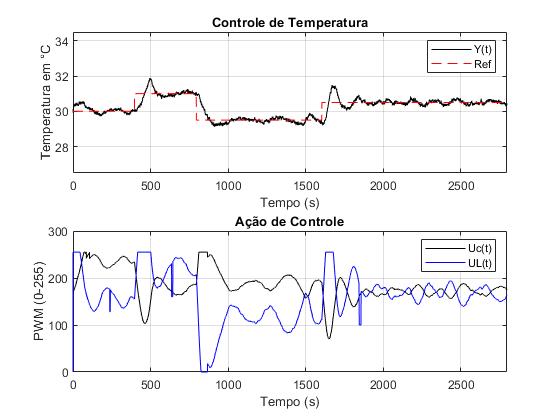 Controle de Temperatura
34
32
30
28
Temperatura em °C
Y(t)
Ref
0
500
1000
1500
2000
2500
Tempo (s)
Ação de Controle
300
200
100
0
PWM (0-255)
Uc(t)
UL(t)
0
500
1000
1500
2000
2500
Tempo (s)